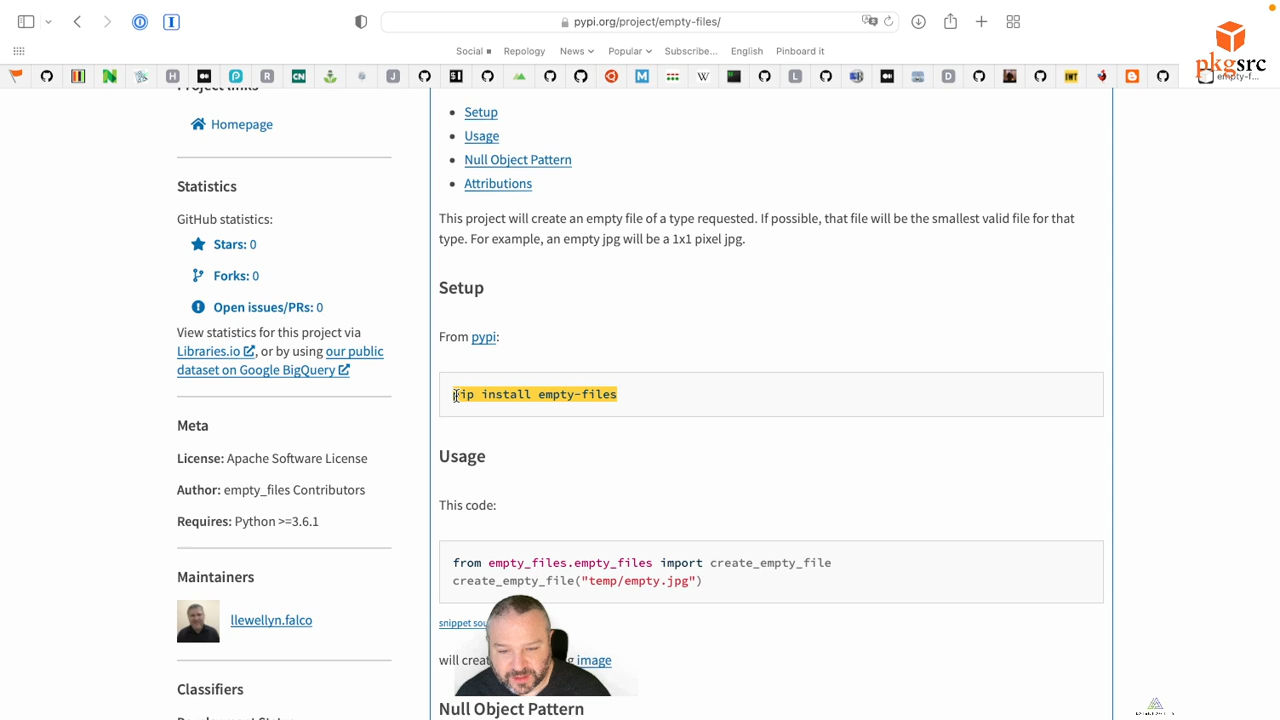 pypi.org/project/empty-files/
Social
Repology
News
Popular
Subscribe...
English
Pinboard it
pkgsrc
Project links
Homepage
Statistics
GitHub statistics:
Stars: 0
Forks: 0
Open issues/PRs: 0
View statistics for this project via
Libraries.io, or by using our public
dataset on Google BigQuery
Meta
License: Apache Software License
Author: empty_files Contributors
Requires: Python >=3.6.1
Maintainers
llewellyn.falco
Classifiers
Setup
Usage
Null Object Pattern
Attributions
This project will create an empty file of a type requested. If possible, that file will be the smallest valid file for that
type. For example, an empty jpg will be a 1x1 pixel jpg.
Setup
From pypi:
pip install empty-files
Usage
This code:
from empty_files.empty_files import create_empty_file
create_empty_file("temp/empty.jpg")
snippet
will image
Null Object Pattern